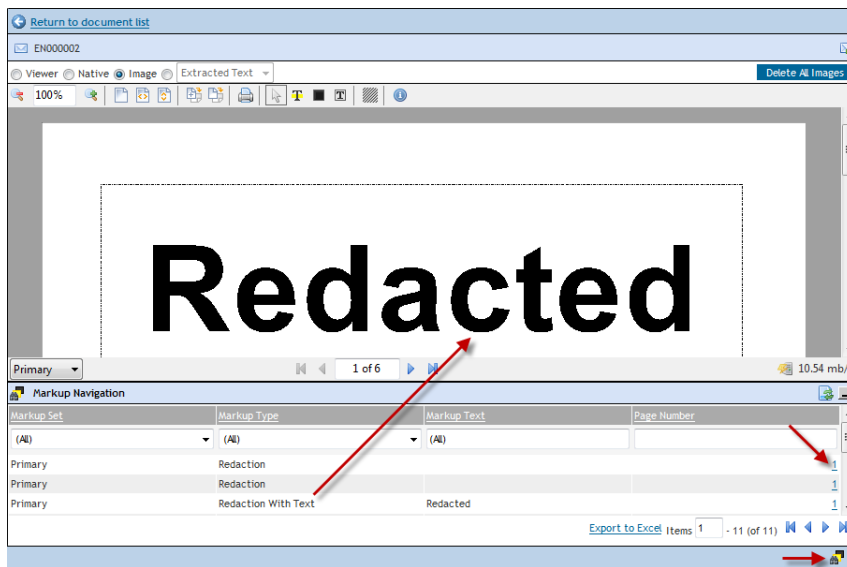 Return to document list
EN000002
Viewer Native Image Extracted Text Delete All Images
100%
Redacted
Primary 1 of 6 10.54 mb/
Markup Navigation
Markup Set Markup Type Markup Text Page Number
(All) (All) (All)
Primary Redaction 1
Primary Redaction 1
Primary Redaction With Text Redacted 1
Export to Excel Items 1 - 11 (of 11)